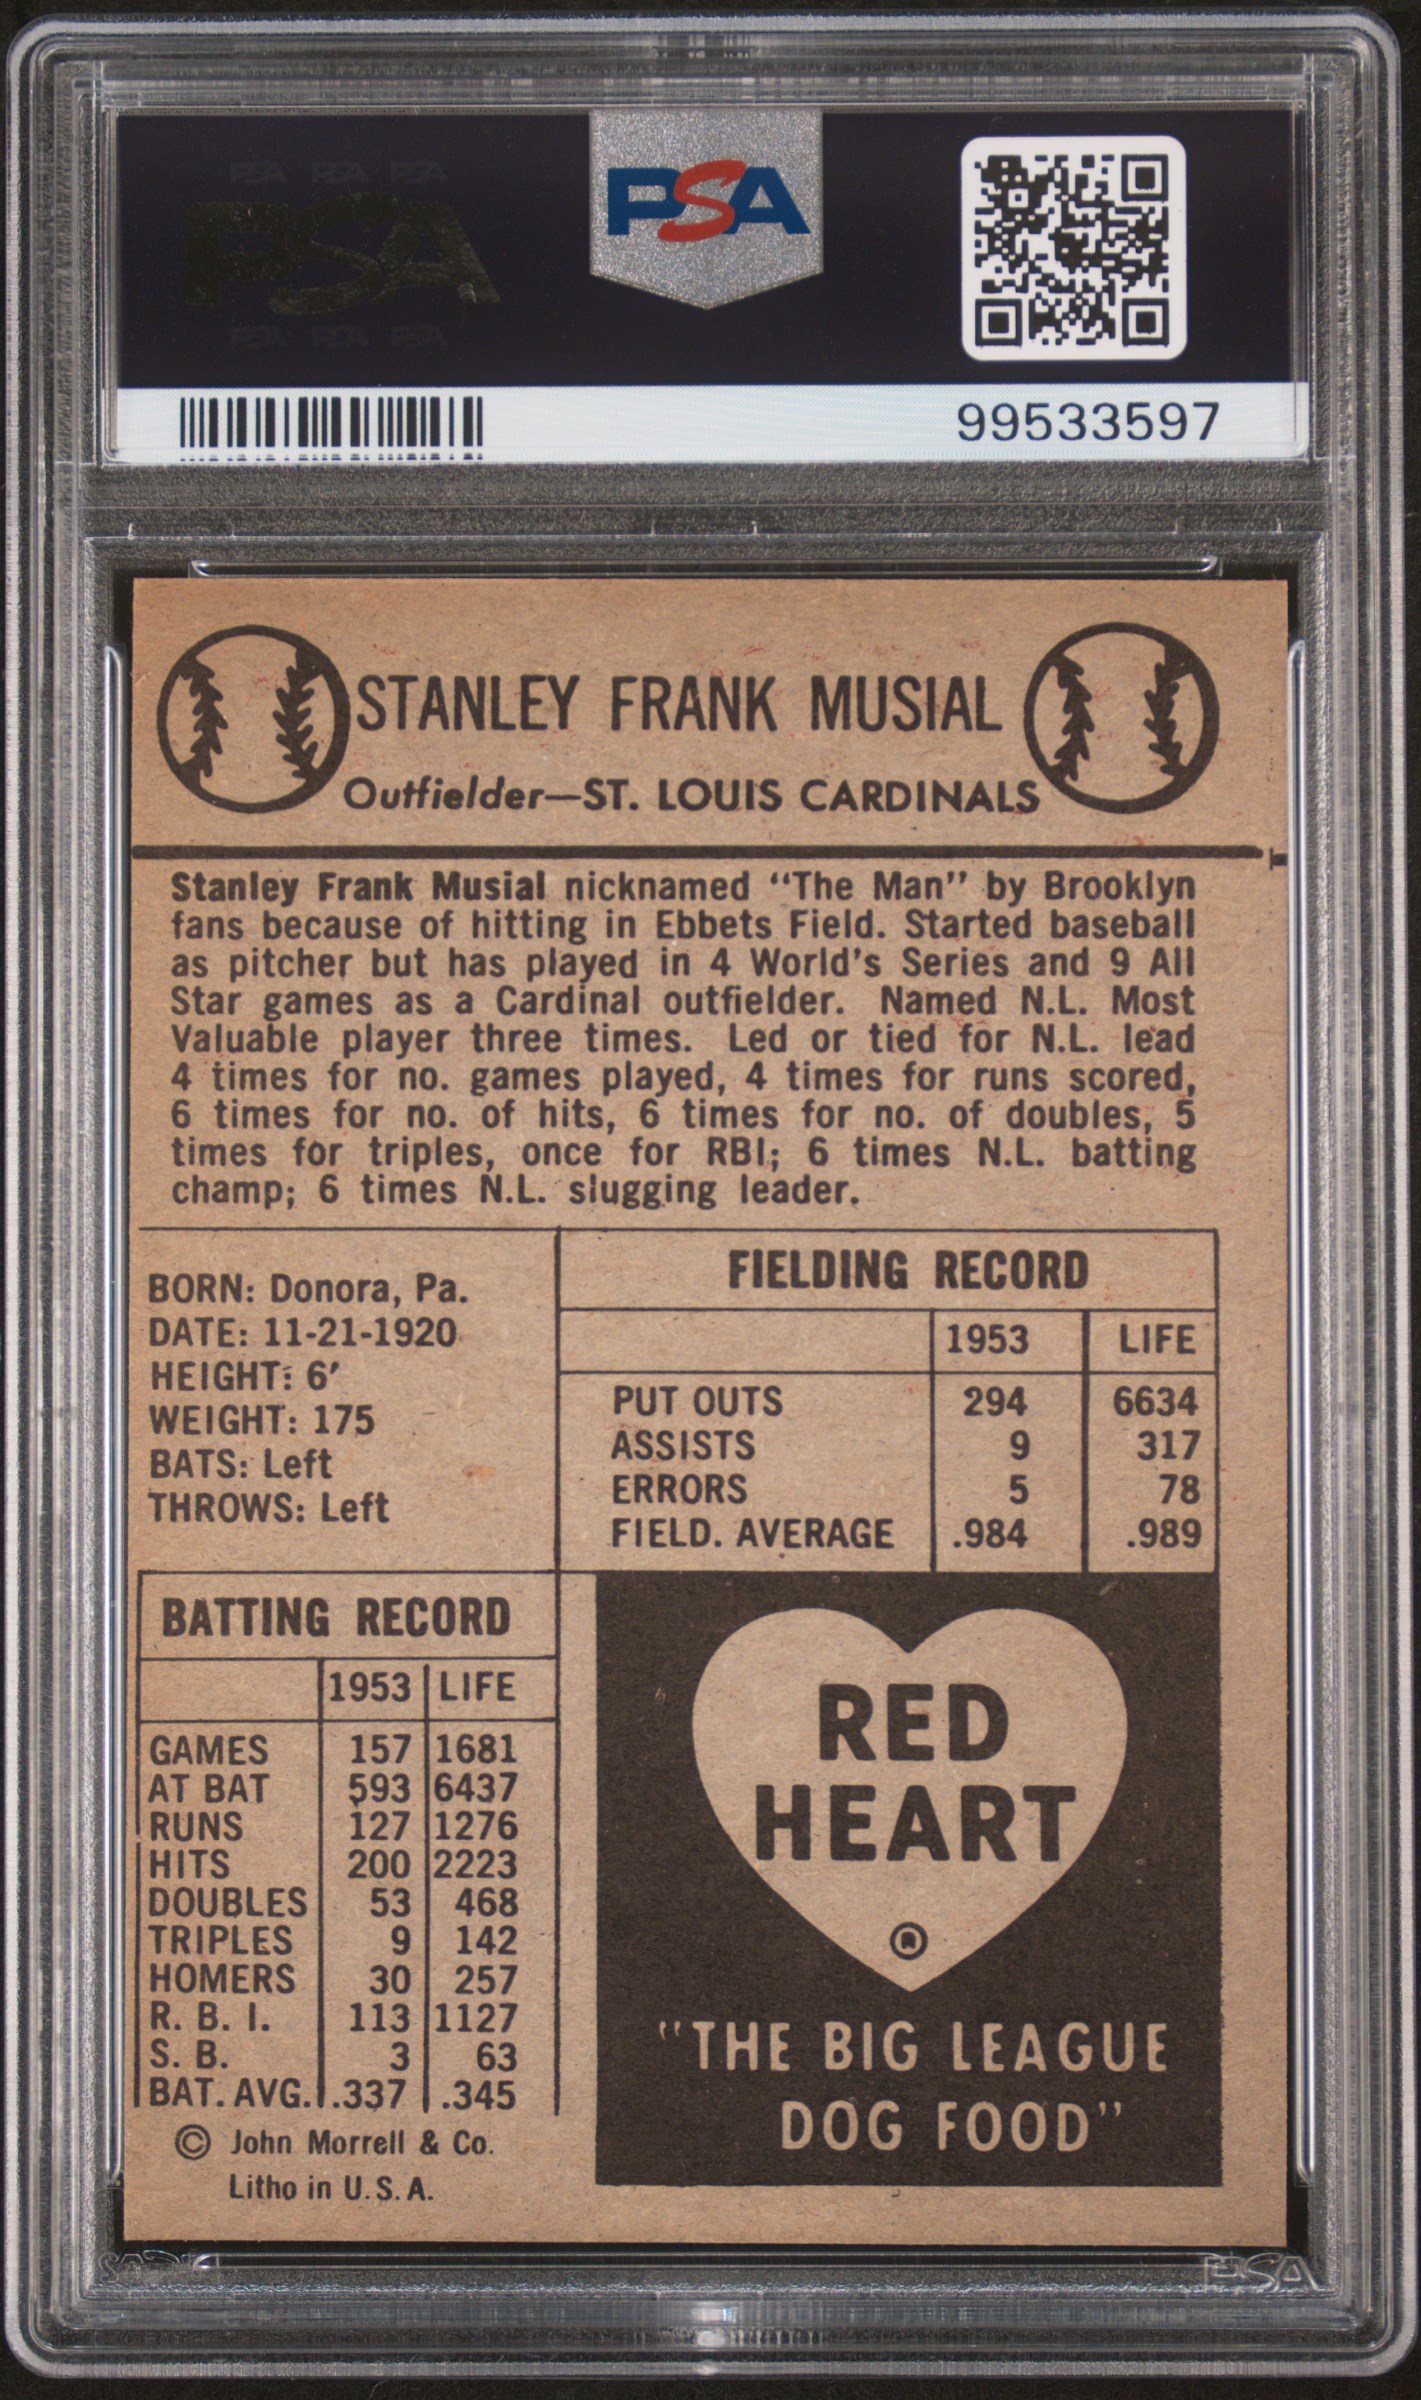 PSA PSA PSA
PSA
PSA PSA PSA
PSA
99533597
STANLEY FRANK MUSIAL
Outfielder—ST. LOUIS CARDINALS
Stanley Frank Musial nicknamed "The Man" by Brooklyn
fans because of hitting in Ebbets Field. Started baseball
as pitcher but has played in 4 World's Series and 9 All
Star games as a Cardinal outfielder. Named N.L. Most
Valuable player three times. Led or tied for N.L. lead
4 times for no. games played, 4 times for runs scored,
6 times for no. of hits, 6 times for no. of doubles, 5
times for triples, once for RBI; 6 times N.L. batting
champ; 6 times N.L. slugging leader.
BORN: Donora, Pa.
DATE: 11-21-1920
HEIGHT: 6'
WEIGHT: 175
BATS: Left
THROWS: Left
FIELDING RECORD
1953 LIFE
PUT OUTS 294 6634
ASSISTS 9 317
ERRORS 5 78
FIELD. AVERAGE .984 .989
BATTING RECORD
1953 LIFE
GAMES 157 1681
AT BAT 593 6437
RUNS 127 1276
HITS 200 2223
DOUBLES 53 468
TRIPLES 9 142
HOMERS 30 257
R. B. I. 113 1127
S. B. 3 63
BAT. AVG. .337 .345
© John Morrell & Co.
Litho in U.S.A.
RED
HEART
®
"THE BIG LEAGUE
DOG FOOD"
PSA
PSA